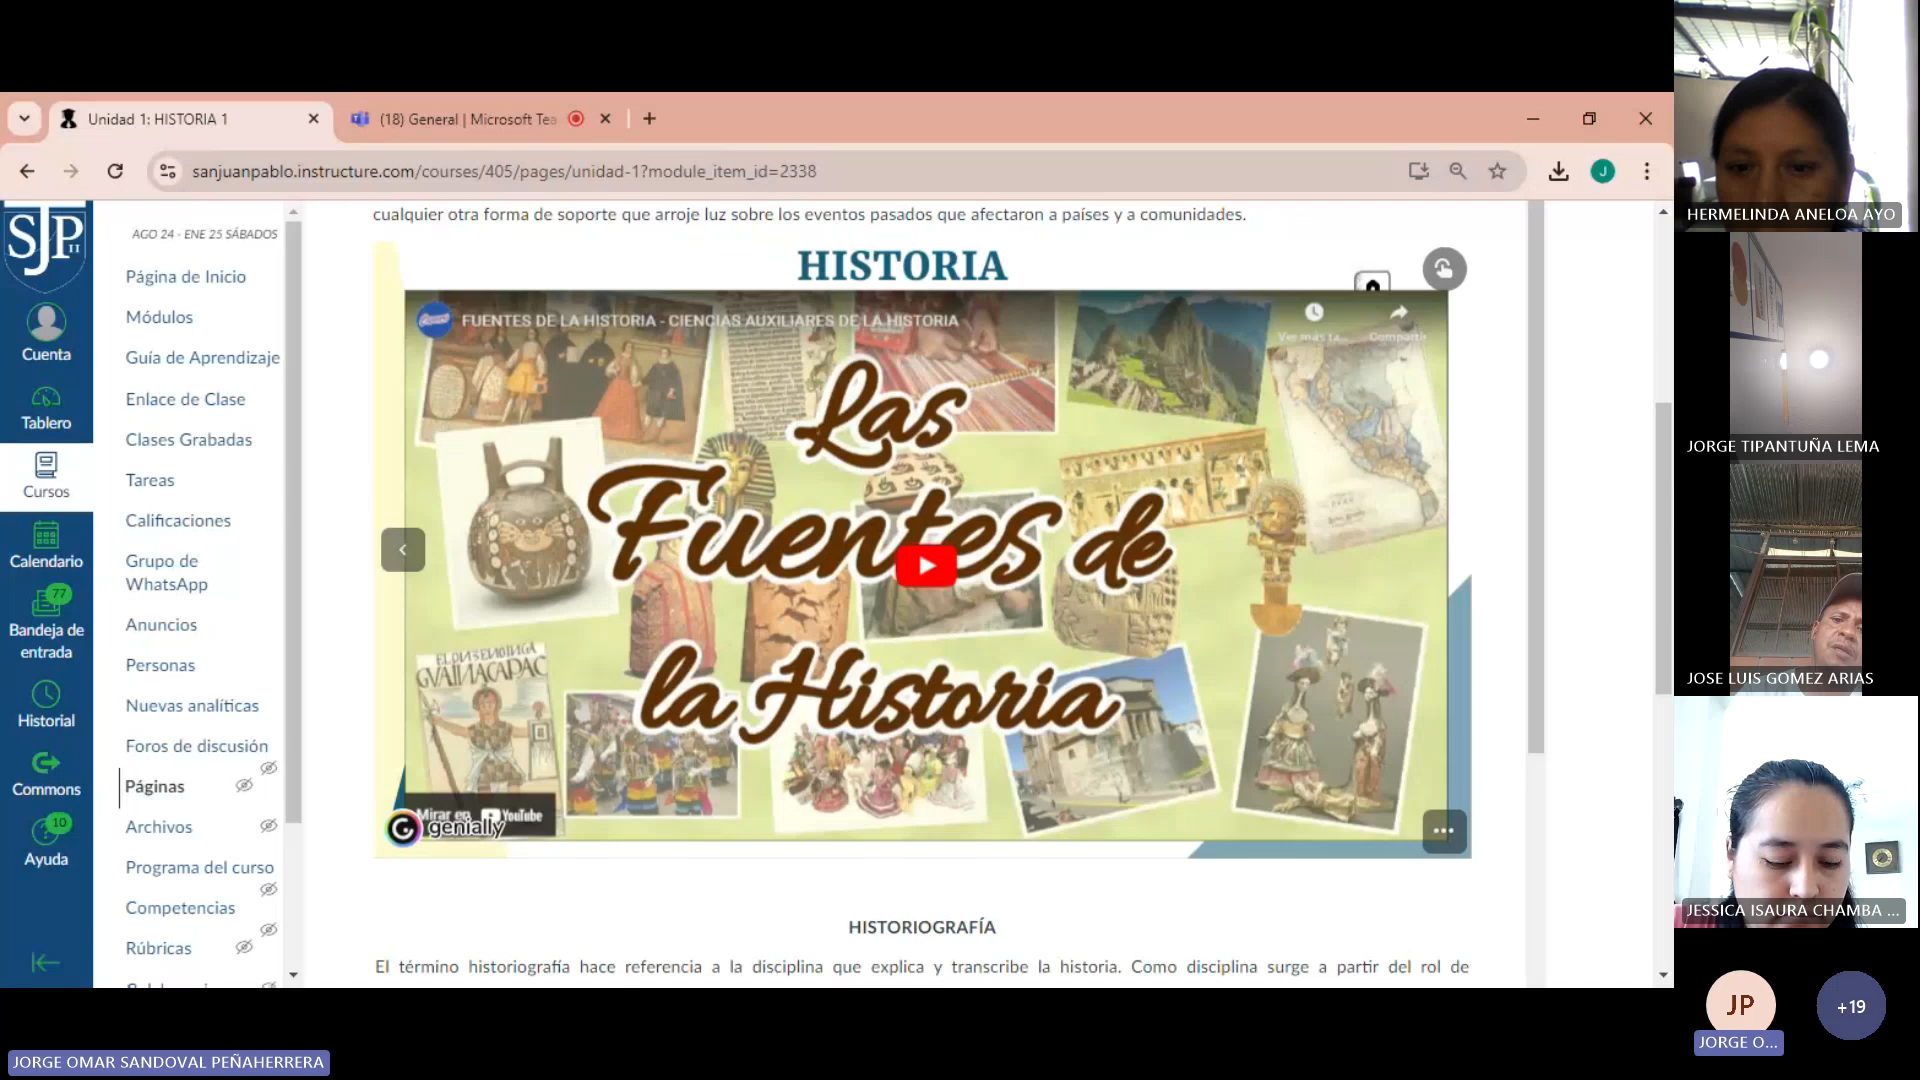 Unidad 1: HISTORIA 1
(18) General | Microsoft Tea
sanjuanpablo.instructure.com/courses/405/pages/unidad-1?module_item_id=2338
SJP
II
Cuenta
Tablero
Cursos
Calendario
77
Bandeja de
entrada
Historial
Commons
10
Ayuda
AGO 24 - ENE 25 SÁBADOS
Página de Inicio
Módulos
Guía de Aprendizaje
Enlace de Clase
Clases Grabadas
Tareas
Calificaciones
Grupo de
WhatsApp
Anuncios
Personas
Nuevas analíticas
Foros de discusión
Páginas
Archivos
Programa del curso
Competencias
Rúbricas
cualquier otra forma de soporte que arroje luz sobre los eventos pasados que afectaron a países y a comunidades.
HISTORIA
FUENTES DE LA HISTORIA - CIENCIAS AUXILIARES DE LA HISTORIA
Ver más ta...
Compartir
Las
Fuentes de
la Historia
GVAINACAPAC
Mirar en YouTube
genially
HISTORIOGRAFÍA
El término historiografía hace referencia a la disciplina que explica y transcribe la historia. Como disciplina surge a partir del rol de
HERMELINDA ANELOA AYO
JORGE TIPANTUÑA LEMA
JOSE LUIS GOMEZ ARIAS
JESSICA ISAURA CHAMBA ...
JP
JORGE O...
+19
J
JORGE OMAR SANDOVAL PEÑAHERRERA